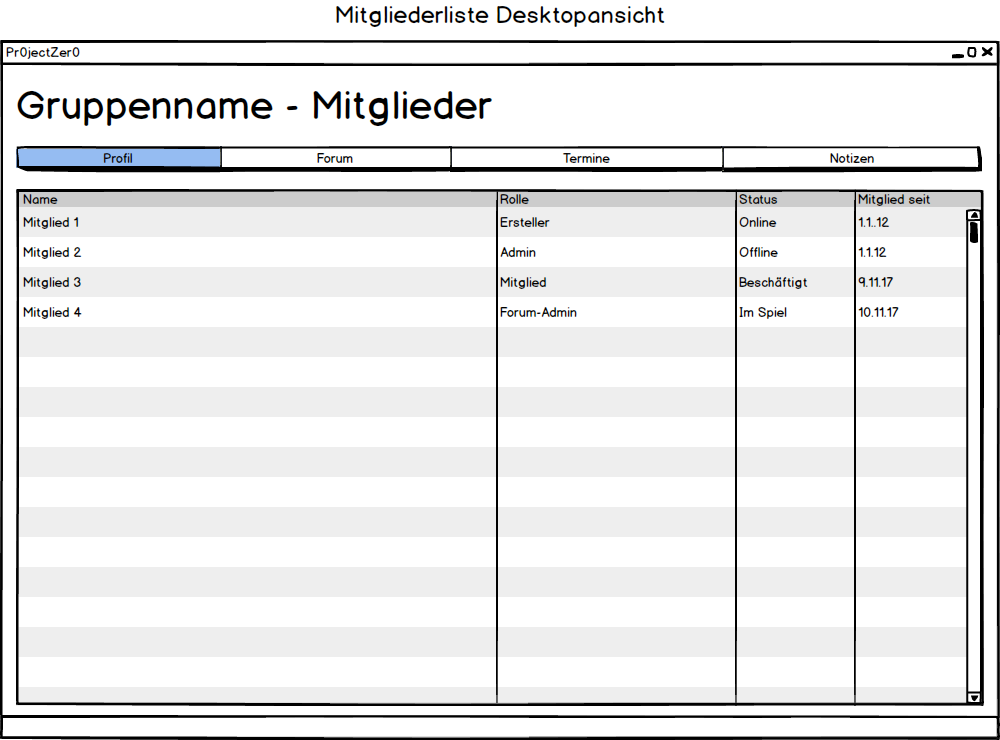 Mitgliederliste Desktopansicht
Pr0jectZer0
Gruppenname - Mitglieder
Profil Forum Termine Notizen
Name Rolle Status Mitglied seit
Mitglied 1 Ersteller Online 1.1..12
Mitglied 2 Admin Offline 1.1.12
Mitglied 3 Mitglied Beschäftigt 9.11.17
Mitglied 4 Forum-Admin Im Spiel 10.11.17